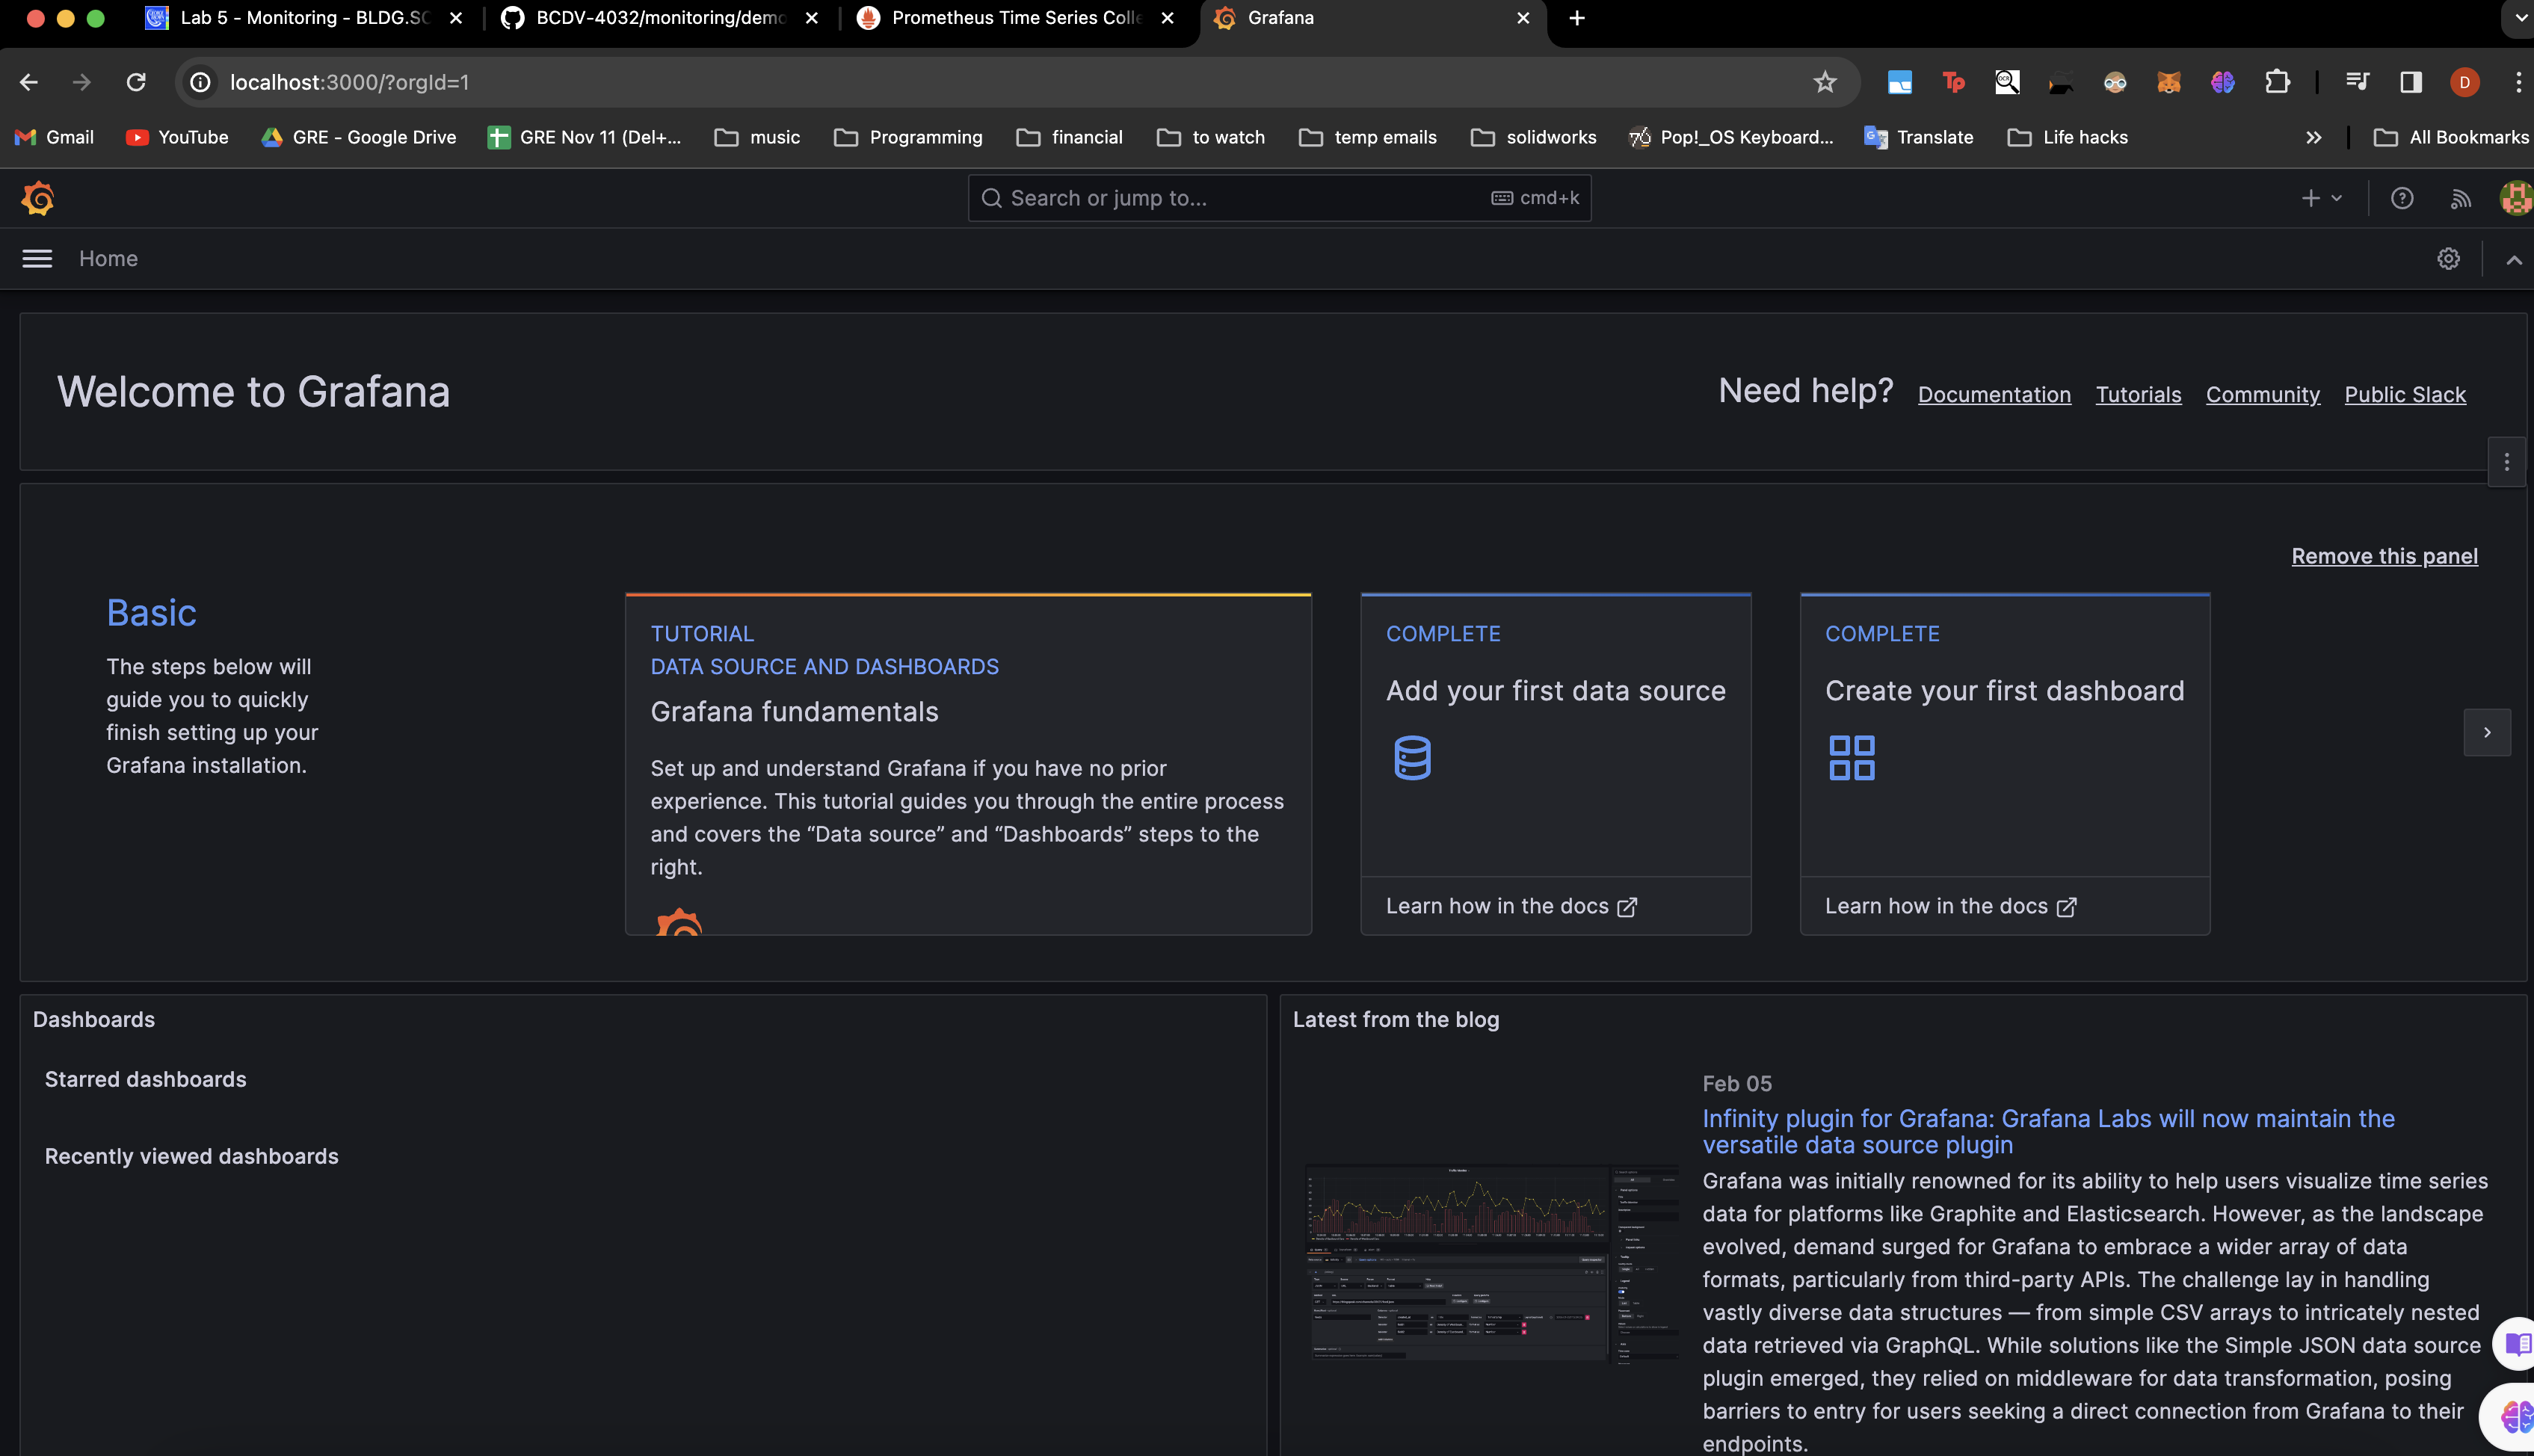 Lab 5 - Monitoring - BLDG.SC
BCDV-4032/monitoring/demo
Prometheus Time Series Colle
Grafana
localhost:3000/?orgId=1
Gmail
YouTube
GRE - Google Drive
GRE Nov 11 (Del+...
music
Programming
financial
to watch
temp emails
solidworks
Pop!_OS Keyboard...
Translate
Life hacks
All Bookmarks
Search or jump to...
cmd+k
Home
Welcome to Grafana
Need help?
Documentation
Tutorials
Community
Public Slack
Remove this panel
Basic
The steps below will
guide you to quickly
finish setting up your
Grafana installation.
TUTORIAL
DATA SOURCE AND DASHBOARDS
Grafana fundamentals
Set up and understand Grafana if you have no prior
experience. This tutorial guides you through the entire process
and covers the “Data source” and “Dashboards” steps to the
right.
COMPLETE
Add your first data source
Learn how in the docs
COMPLETE
Create your first dashboard
Learn how in the docs
Dashboards
Starred dashboards
Recently viewed dashboards
Latest from the blog
Feb 05
Infinity plugin for Grafana: Grafana Labs will now maintain the
versatile data source plugin
Grafana was initially renowned for its ability to help users visualize time series
data for platforms like Graphite and Elasticsearch. However, as the landscape
evolved, demand surged for Grafana to embrace a wider array of data
formats, particularly from third-party APIs. The challenge lay in handling
vastly diverse data structures — from simple CSV arrays to intricately nested
data retrieved via GraphQL. While solutions like the Simple JSON data source
plugin emerged, they relied on middleware for data transformation, posing
barriers to entry for users seeking a direct connection from Grafana to their
endpoints.